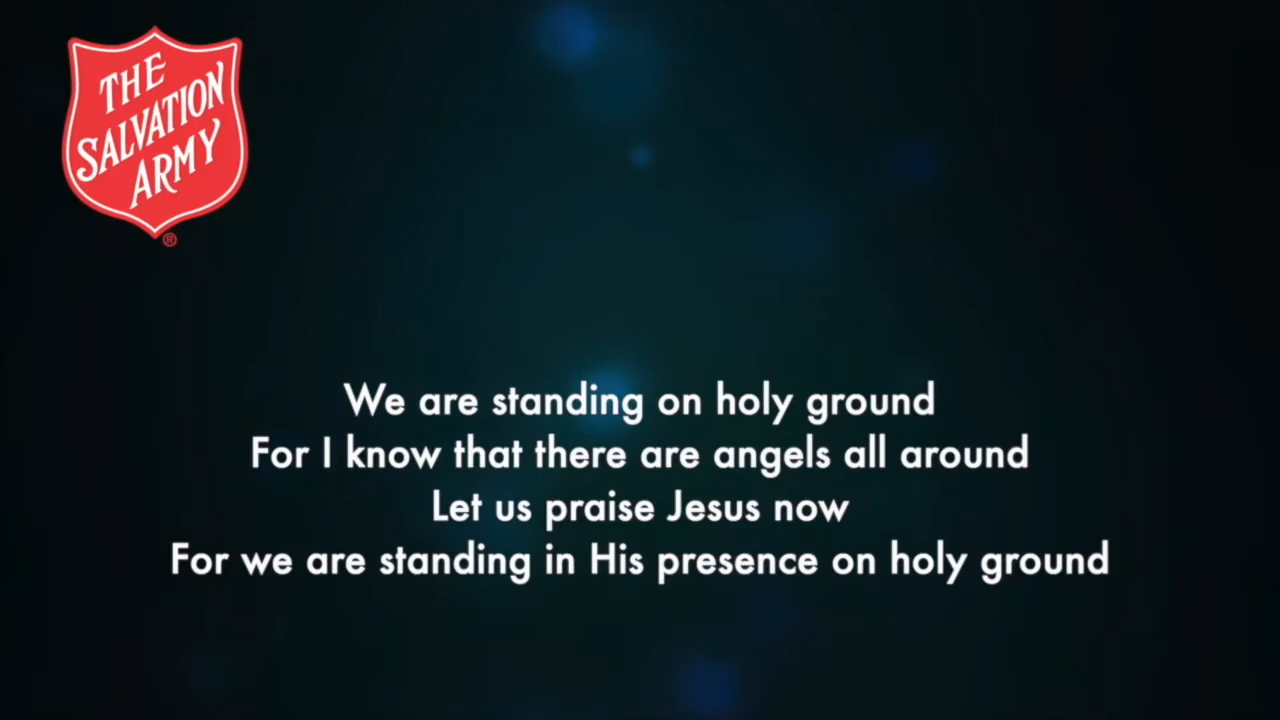 THE
SALVATION
ARMY
®
We are standing on holy ground
For I know that there are angels all around
Let us praise Jesus now
For we are standing in His presence on holy ground